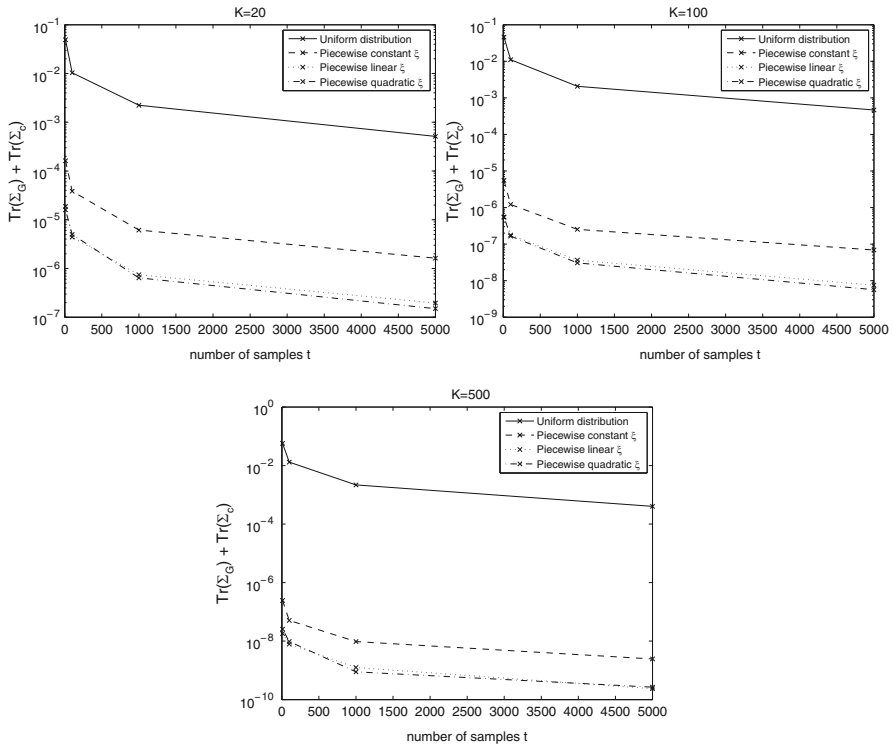 K=20
10⁻¹
10⁻²
10⁻³
10⁻⁴
10⁻⁵
10⁻⁶
10⁻⁷
Tr(Σ_G) + Tr(Σ_c)
Uniform distribution
Piecewise constant ξ
Piecewise linear ξ
Piecewise quadratic ξ
0 500 1000 1500 2000 2500 3000 3500 4000 4500 5000
number of samples t
K=100
10⁻¹
10⁻²
10⁻³
10⁻⁴
10⁻⁵
10⁻⁶
10⁻⁷
10⁻⁸
10⁻⁹
Tr(Σ_G) + Tr(Σ_c)
Uniform distribution
Piecewise constant ξ
Piecewise linear ξ
Piecewise quadratic ξ
0 500 1000 1500 2000 2500 3000 3500 4000 4500 5000
number of samples t
K=500
10⁰
10⁻²
10⁻⁴
10⁻⁶
10⁻⁸
10⁻¹⁰
Tr(Σ_G) + Tr(Σ_c)
Uniform distribution
Piecewise constant ξ
Piecewise linear ξ
Piecewise quadratic ξ
0 500 1000 1500 2000 2500 3000 3500 4000 4500 5000
number of samples t